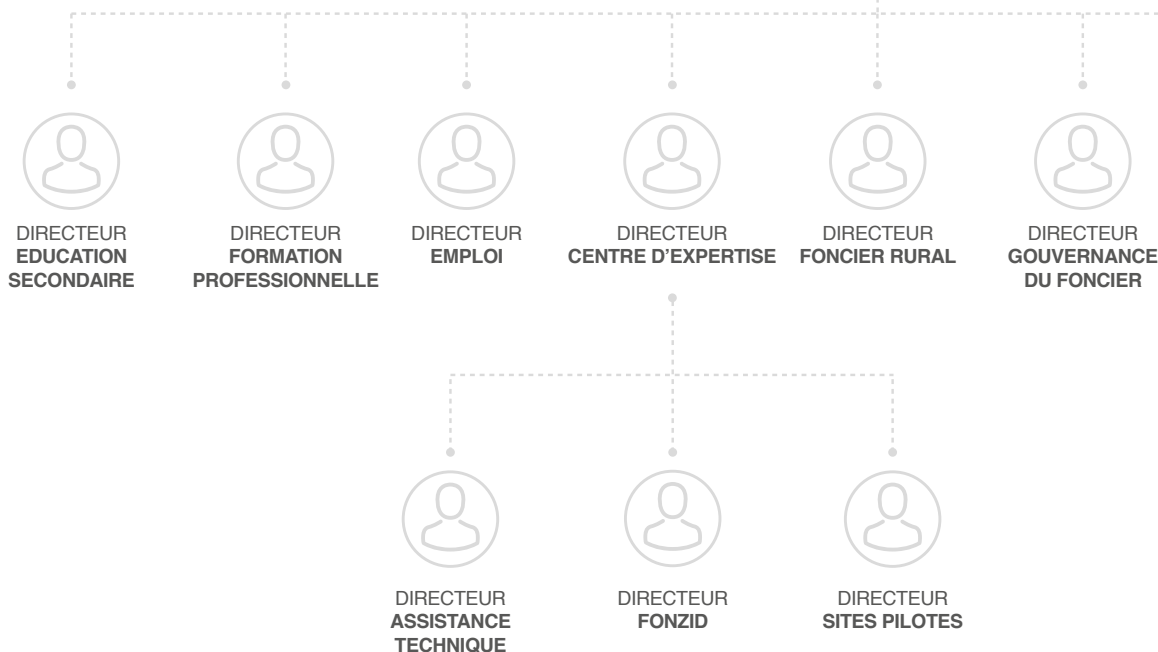 DIRECTEUR
EDUCATION
SECONDAIRE
DIRECTEUR
FORMATION
PROFESSIONNELLE
DIRECTEUR
EMPLOI
DIRECTEUR
CENTRE D'EXPERTISE
DIRECTEUR
FONCIER RURAL
DIRECTEUR
GOUVERNANCE
DU FONCIER
DIRECTEUR
ASSISTANCE
TECHNIQUE
DIRECTEUR
FONZID
DIRECTEUR
SITES PILOTES